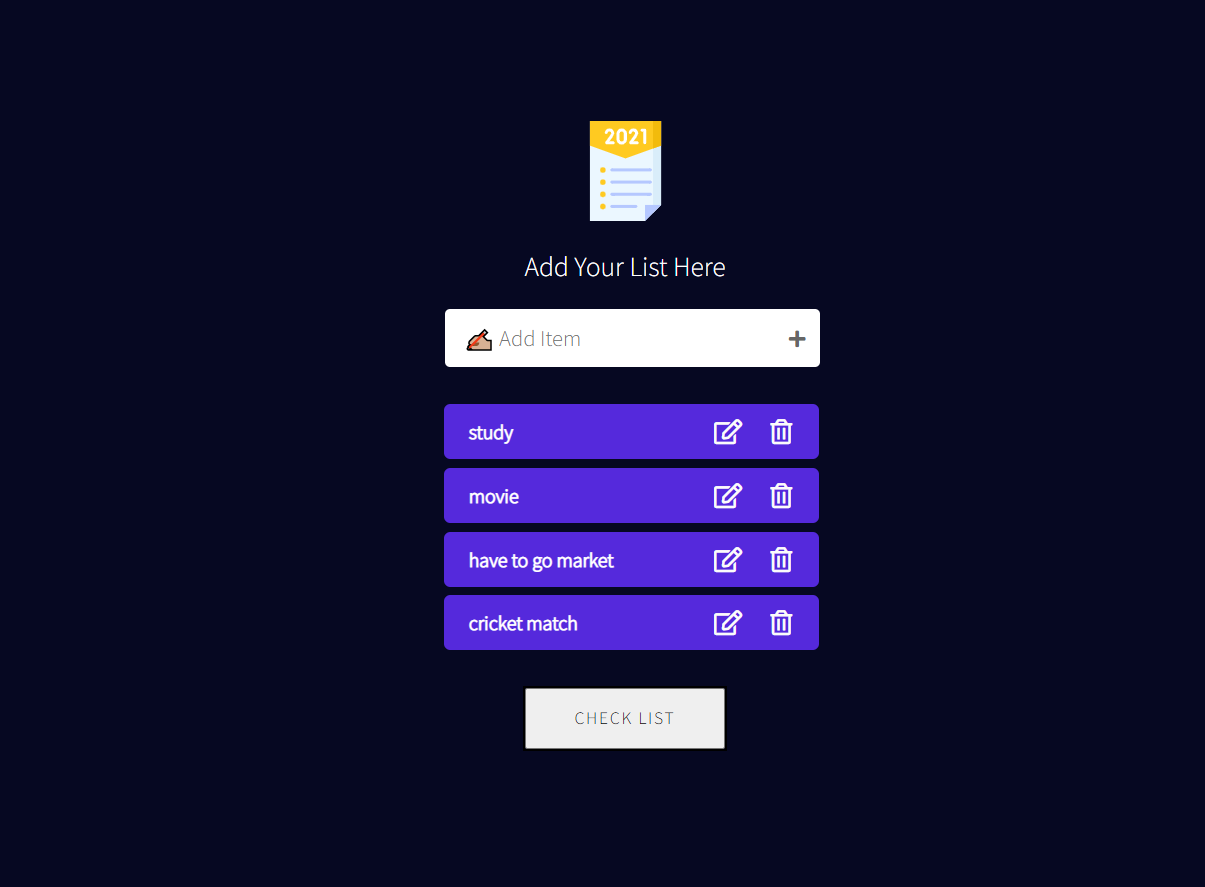 2021
Add Your List Here
✍ Add Item
study
movie
have to go market
cricket match
CHECK LIST